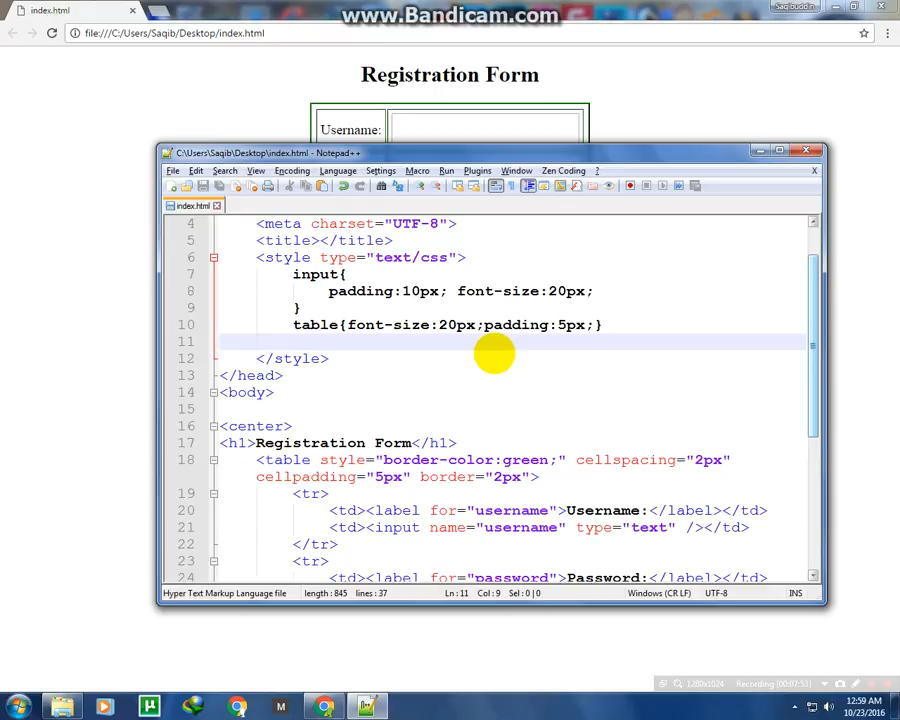 www.Bandicam.com
index.html
Saqibuddin
file:///C:/Users/Saqib/Desktop/index.html
Registration Form
Username:
C:\Users\Saqib\Desktop\index.html - Notepad++
File Edit Search View Encoding Language Settings Macro Run Plugins Window Zen Coding ? X
index.html
4 <meta charset="UTF-8">
5 <title></title>
6 <style type="text/css">
7 input{
8 padding:10px; font-size:20px;
9 }
10 table{font-size:20px;padding:5px;}
11
12 </style>
13 </head>
14 <body>
15
16 <center>
17 <h1>Registration Form</h1>
18 <table style="border-color:green;" cellspacing="2px"
cellpadding="5px" border="2px">
19 <tr>
20 <td><label for="username">Username:</label></td>
21 <td><input name="username" type="text" /></td>
22 </tr>
23 <tr>
24 <td><label for="password">Password:</label></td>
Hyper Text Markup Language file length : 845 lines : 37 Ln : 11 Col : 9 Sel : 0 | 0 Windows (CR LF) UTF-8 INS
1280x1024 Recording [00:07:53]
12:59 AM
10/23/2016